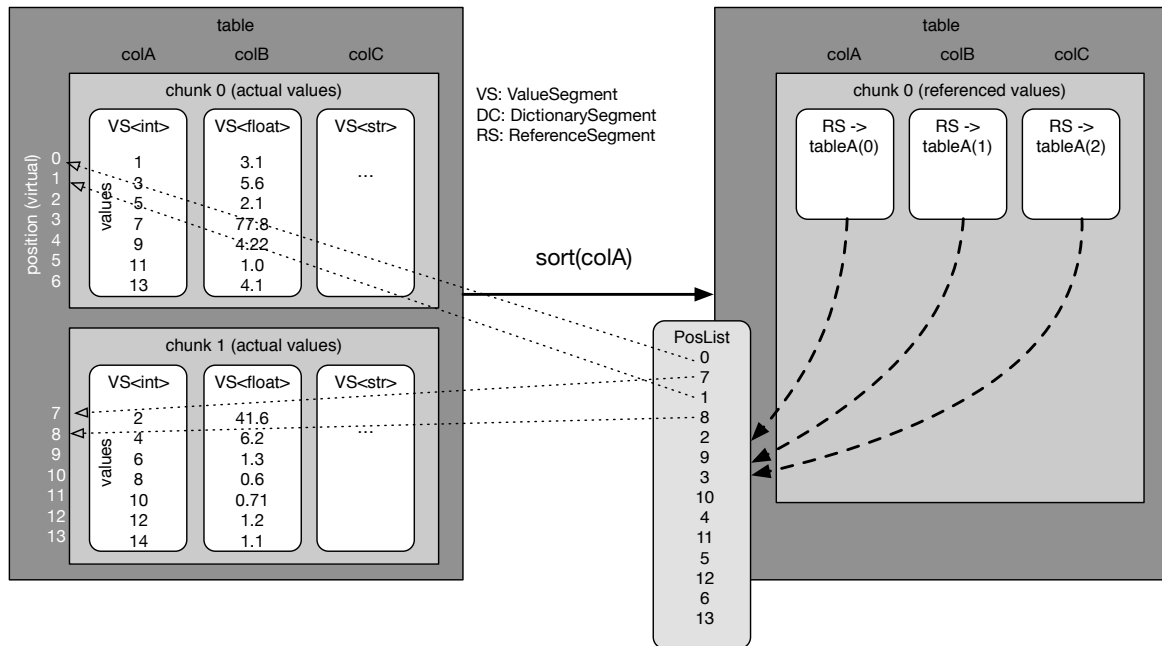 table
colA colB colC
chunk 0 (actual values)
VS<int> VS<float> VS<str>
position (virtual)
values
0 1 3.1 ...
1 3 5.6
2 5 2.1
3 7 77.8
4 9 4.22
5 11 1.0
6 13 4.1
chunk 1 (actual values)
VS<int> VS<float> VS<str>
values
7 2 41.6 ...
8 4 6.2
9 6 1.3
10 8 0.6
11 10 0.71
12 12 1.2
13 14 1.1
VS: ValueSegment
DC: DictionarySegment
RS: ReferenceSegment
sort(colA)
PosList
0
7
1
8
2
9
3
10
4
11
5
12
6
13
table
colA colB colC
chunk 0 (referenced values)
RS -> RS -> RS ->
tableA(0) tableA(1) tableA(2)